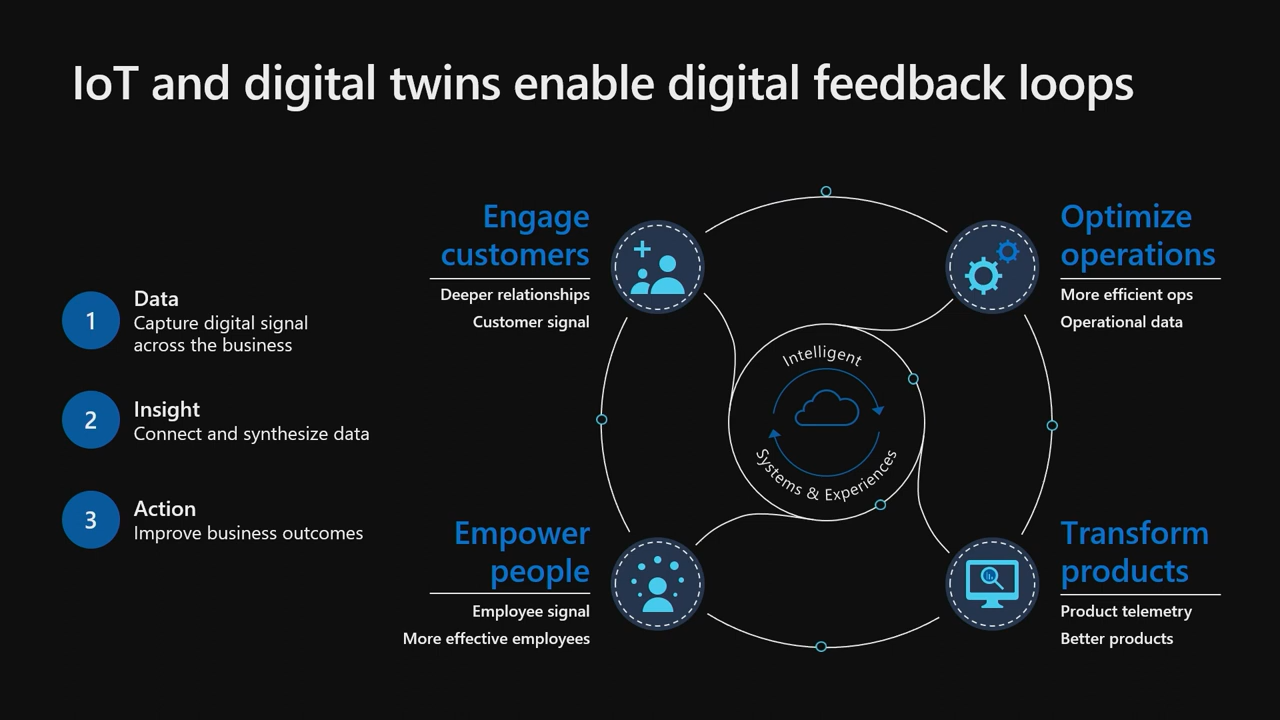 IoT and digital twins enable digital feedback loops
1
Data
Capture digital signal
across the business
2
Insight
Connect and synthesize data
3
Action
Improve business outcomes
Engage
customers
Deeper relationships
Customer signal
Optimize
operations
More efficient ops
Operational data
Intelligent
Systems & Experiences
Empower
people
Employee signal
More effective employees
Transform
products
Product telemetry
Better products